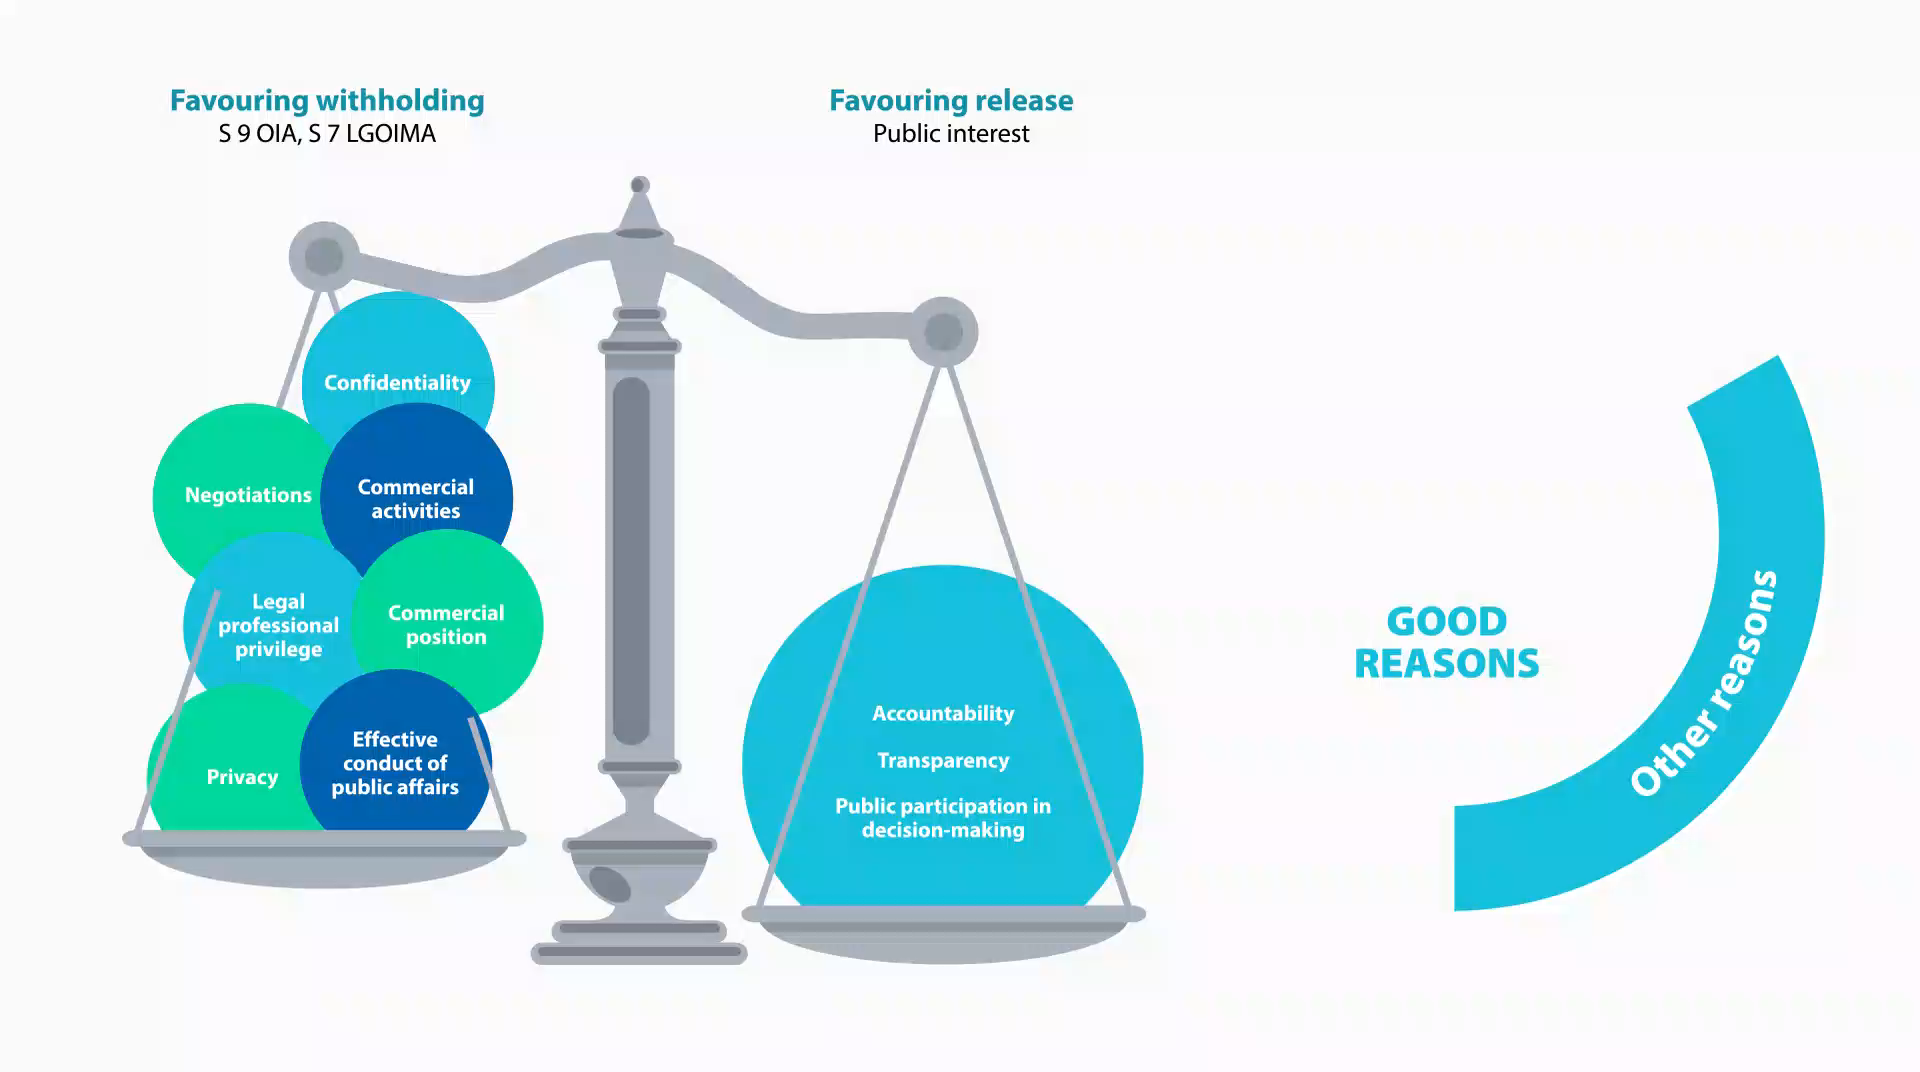 Favouring withholding
S 9 OIA, S 7 LGOIMA
Favouring release
Public interest
Confidentiality
Negotiations
Commercial
activities
Legal
professional
privilege
Commercial
position
Privacy
Effective
conduct of
public affairs
Accountability
Transparency
Public participation in
decision-making
GOOD
REASONS
Other reasons